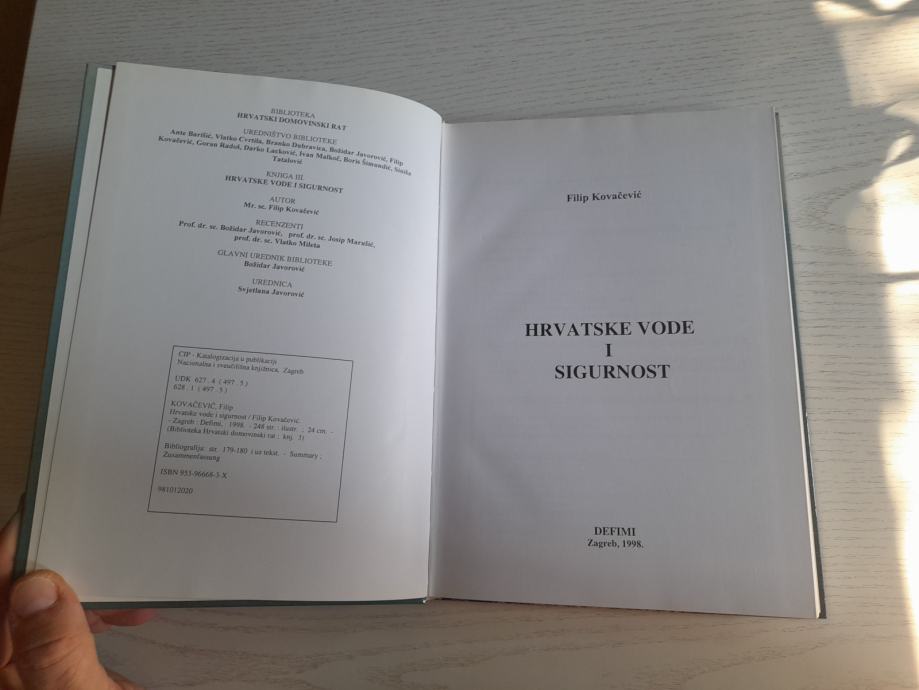 BIBLIOTEKA
HRVATSKI DOMOVINSKI RAT
UREDNIŠTVO BIBLIOTEKE
Ante Barišić, Vlatko Cvrtila, Branko Dubravica, Božidar Javorović, Filip
Kovačević, Goran Radoš, Darko Lacković, Ivan Malkoč, Boris Šimundić, Siniša
Tatalović
KNJIGA III.
HRVATSKE VODE I SIGURNOST
AUTOR
Mr. sc. Filip Kovačević
RECENZENTI
Prof. dr. sc. Božidar Javorović, prof. dr. sc. Josip Marušić,
prof. dr. sc. Vlatko Mileta
GLAVNI UREDNIK BIBLIOTEKE
Božidar Javorović
UREDNICA
Svjetlana Javorović
CIP - Katalogizacija u publikaciji
Nacionalna i sveučilišna knjižnica, Zagreb
UDK 627 . 4 ( 497 . 5 )
628 . 1 ( 497 . 5 )
KOVAČEVIĆ, Filip
Hrvatske vode i sigurnost / Filip Kovačević.
- Zagreb : Defimi, 1998. - 248 str. : ilustr. ; 24 cm. -
(Biblioteka Hrvatski domovinski rat ; knj. 3)
Bibliografija: str. 179-180 i uz tekst. - Summary ;
Zusammenfassung
ISBN 953-96668-3-X
981012020
Filip Kovačević
HRVATSKE VODE
I
SIGURNOST
DEFIMI
Zagreb, 1998.